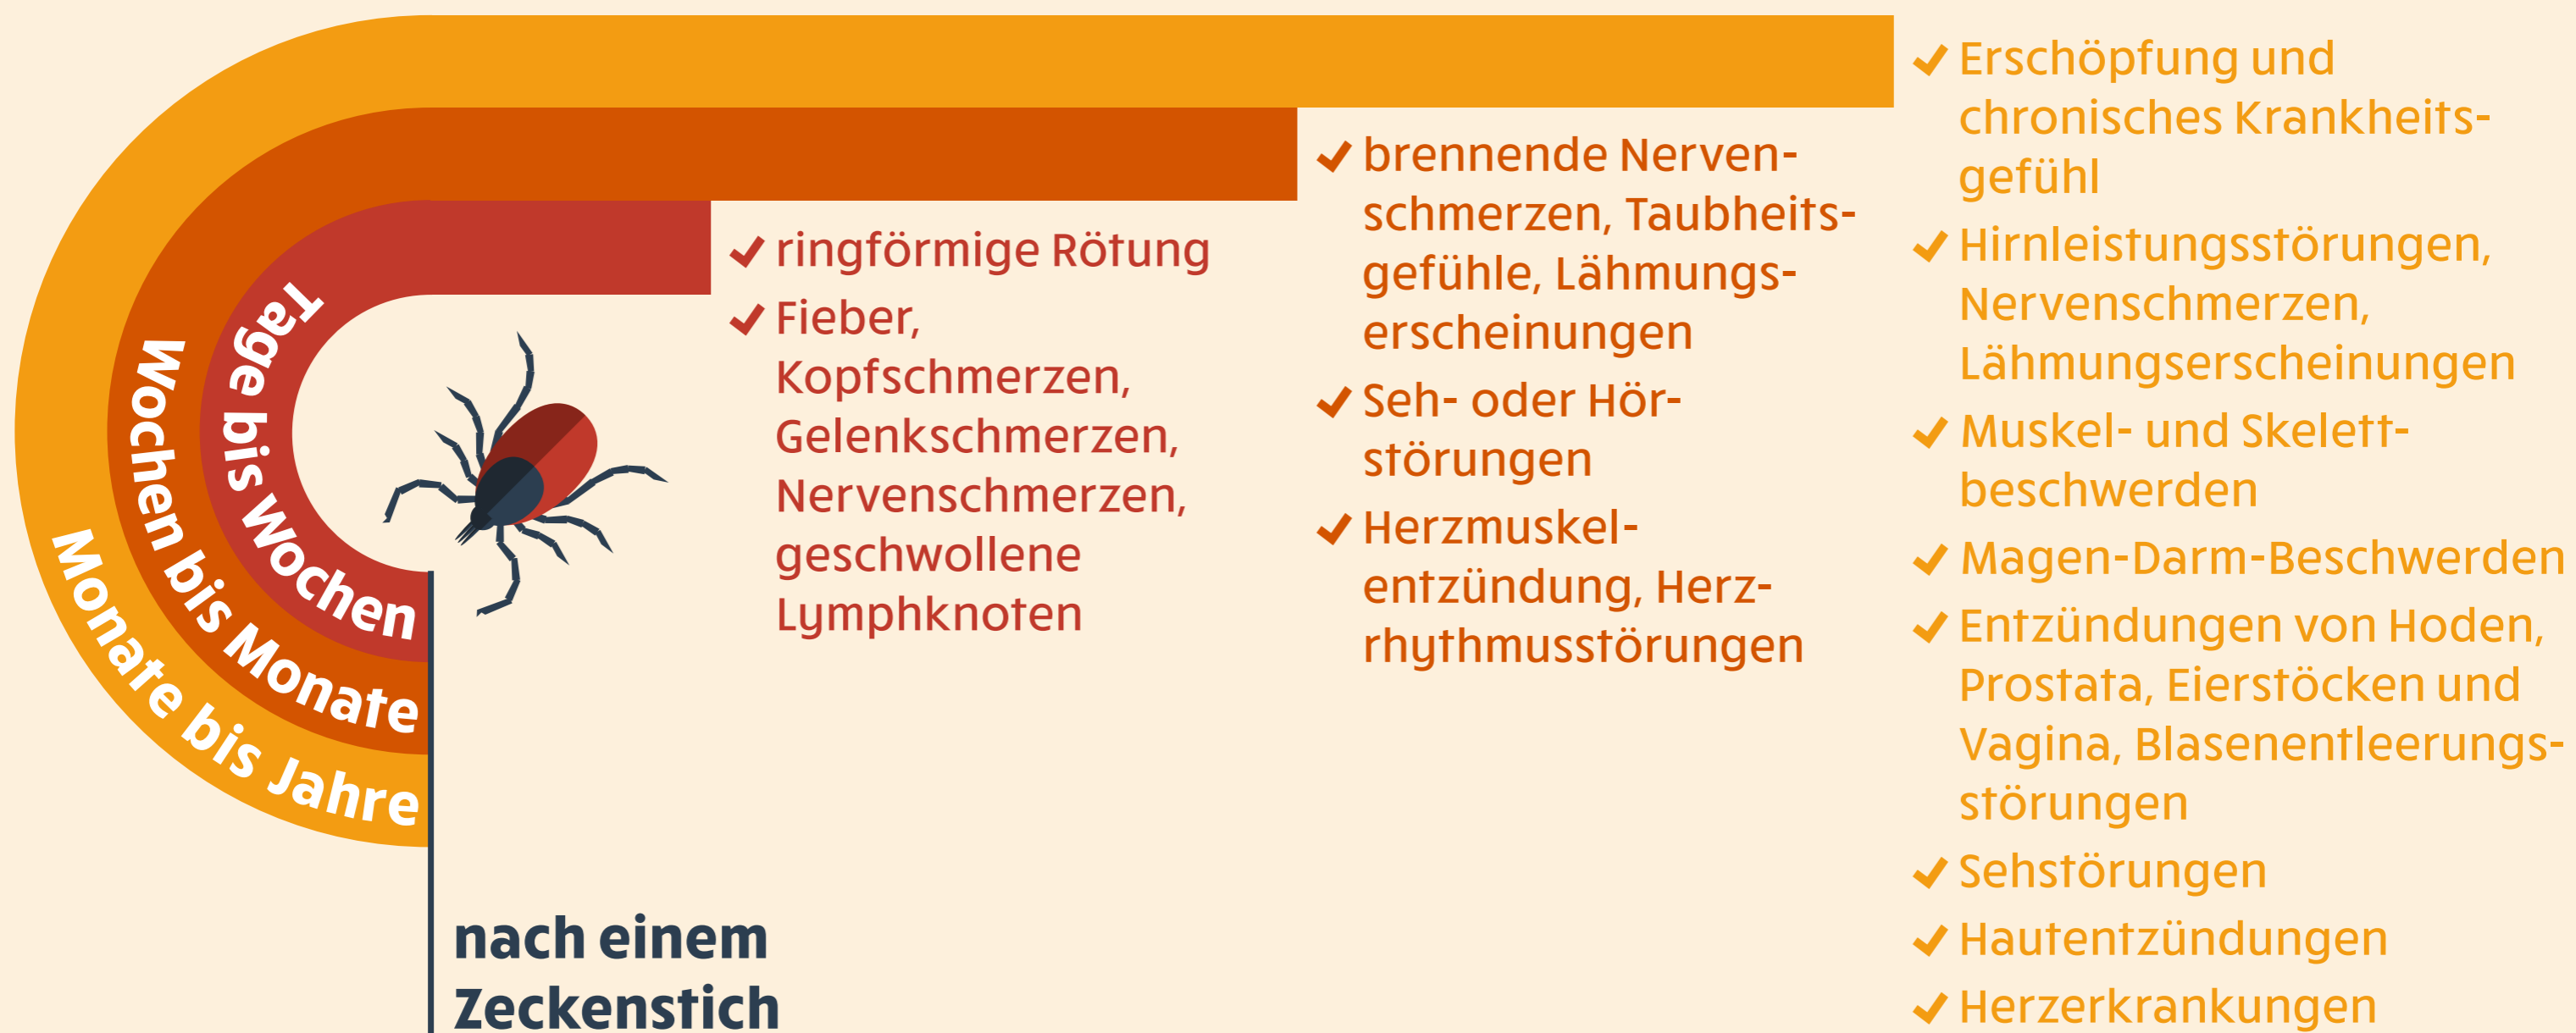 Tage bis Wochen
Wochen bis Monate
Monate bis Jahre
nach einem
Zeckenstich
ringförmige Rötung
Fieber,
Kopfschmerzen,
Gelenkschmerzen,
Nervenschmerzen,
geschwollene
Lymphknoten
brennende Nerven-
schmerzen, Taubheits-
gefühle, Lähmungs-
erscheinungen
Seh- oder Hör-
störungen
Herzmuskel-
entzündung, Herz-
rhythmusstörungen
Erschöpfung und
chronisches Krankheits-
gefühl
Hirnleistungsstörungen,
Nervenschmerzen,
Lähmungserscheinungen
Muskel- und Skelett-
beschwerden
Magen-Darm-Beschwerden
Entzündungen von Hoden,
Prostata, Eierstöcken und
Vagina, Blasenentleerungs-
störungen
Sehstörungen
Hautentzündungen
Herzerkrankungen